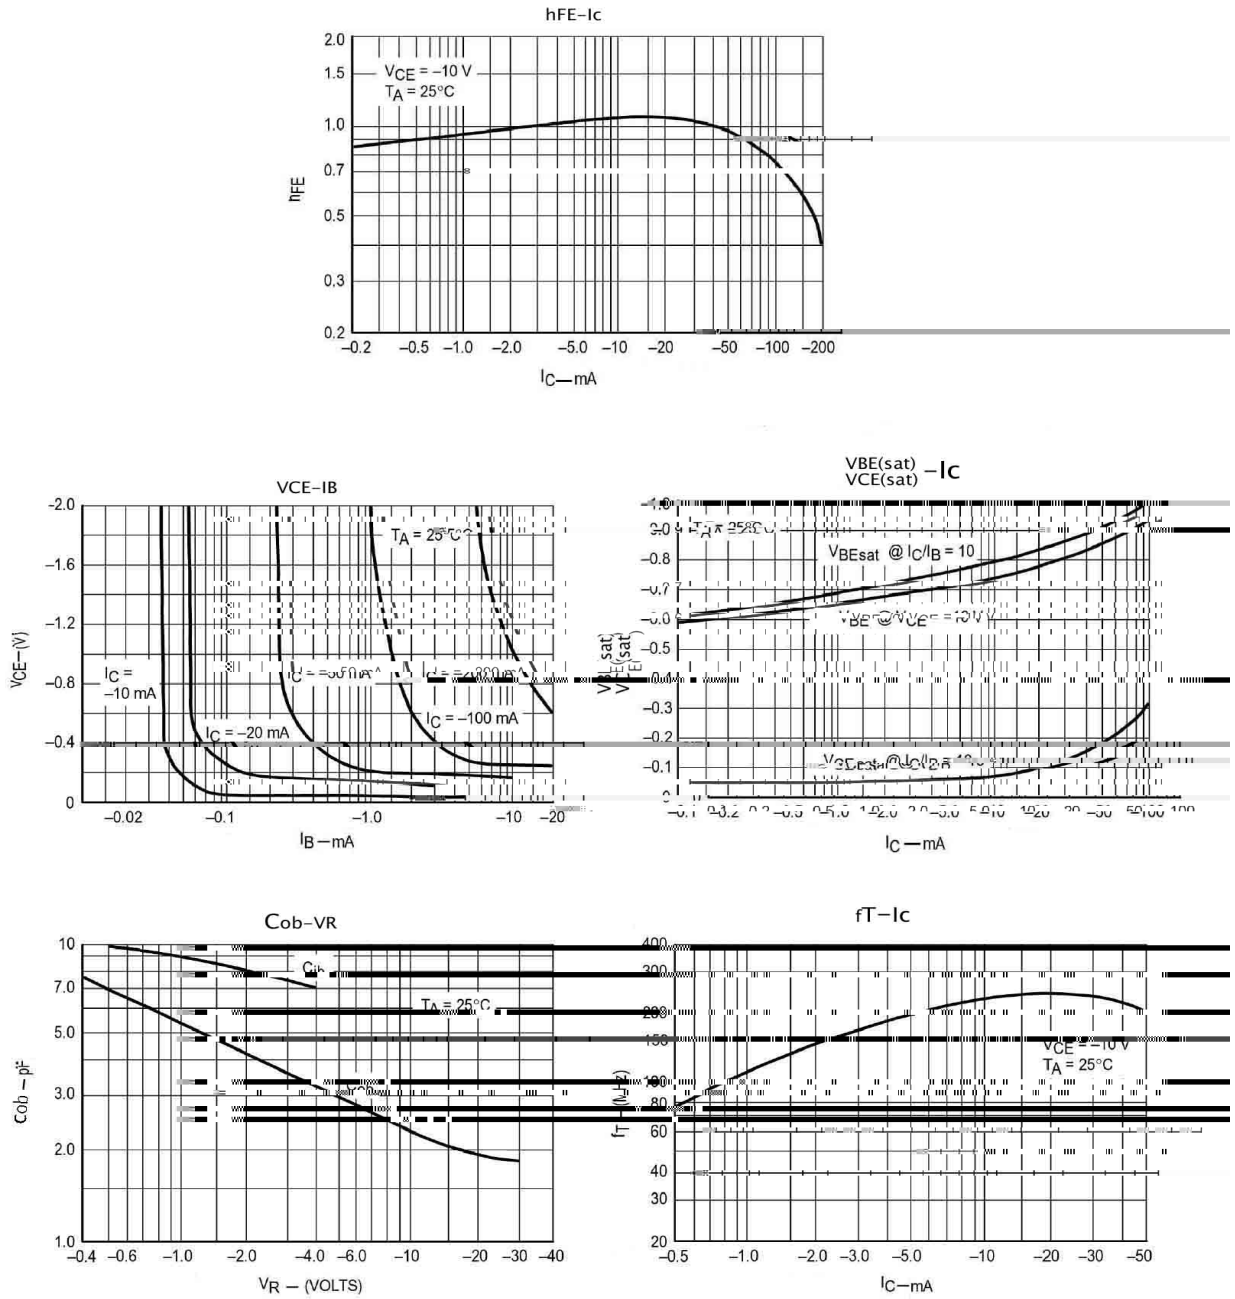 hFE–Ic
2.0
1.5
1.0
0.7
0.5
0.3
0.2
hFE
VCE = –10 V
TA = 25°C
–0.2 –0.5 –1.0 –2.0 –5.0 –10 –20 –50 –100 –200
IC—mA
VCE–IB
–2.0
–1.6
–1.2
–0.8
–0.4
0
VCE–(V)
TA = 25°C
IC =
–10 mA
IC = –20 mA
IC = –100 mA
–0.02 –0.1 –1.0 –10 –20
IB—mA
VBE(sat)
VCE(sat) –Ic
–0.8
–0.5
–0.3
–0.2
–0.1
TA = 25°C
VBEsat @ IC/IB = 10
IC—mA
Cob–VR
10
7.0
5.0
3.0
2.0
1.0
Cob – pF
TA = 25°C
–0.4 –0.6 –1.0 –2.0 –4.0 –6.0 –10 –20 –30 –40
VR — (VOLTS)
fT–Ic
400
300
80
60
40
30
20
VCE = –10 V
TA = 25°C
–0.5 –1.0 –2.0 –3.0 –5.0 –10 –20 –30 –50
IC—mA